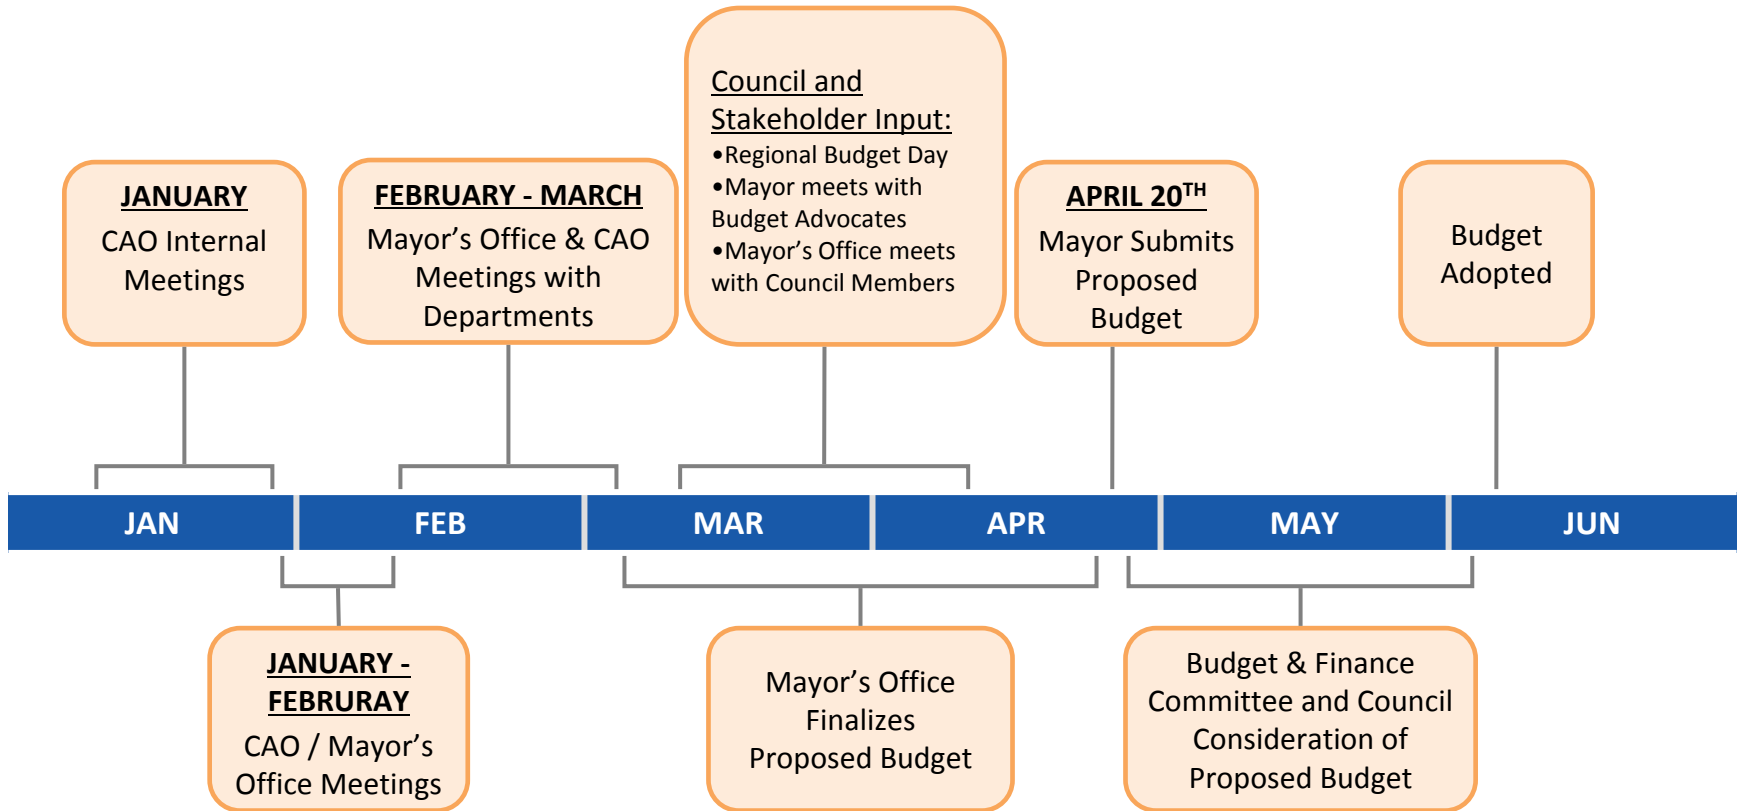 JANUARY
CAO Internal
Meetings
FEBRUARY - MARCH
Mayor’s Office & CAO
Meetings with
Departments
Council and
Stakeholder Input:
•Regional Budget Day
•Mayor meets with
Budget Advocates
•Mayor’s Office meets
with Council Members
APRIL 20TH
Mayor Submits
Proposed
Budget
Budget
Adopted
JAN FEB MAR APR MAY JUN
JANUARY -
FEBRURAY
CAO / Mayor’s
Office Meetings
Mayor’s Office
Finalizes
Proposed Budget
Budget & Finance
Committee and Council
Consideration of
Proposed Budget